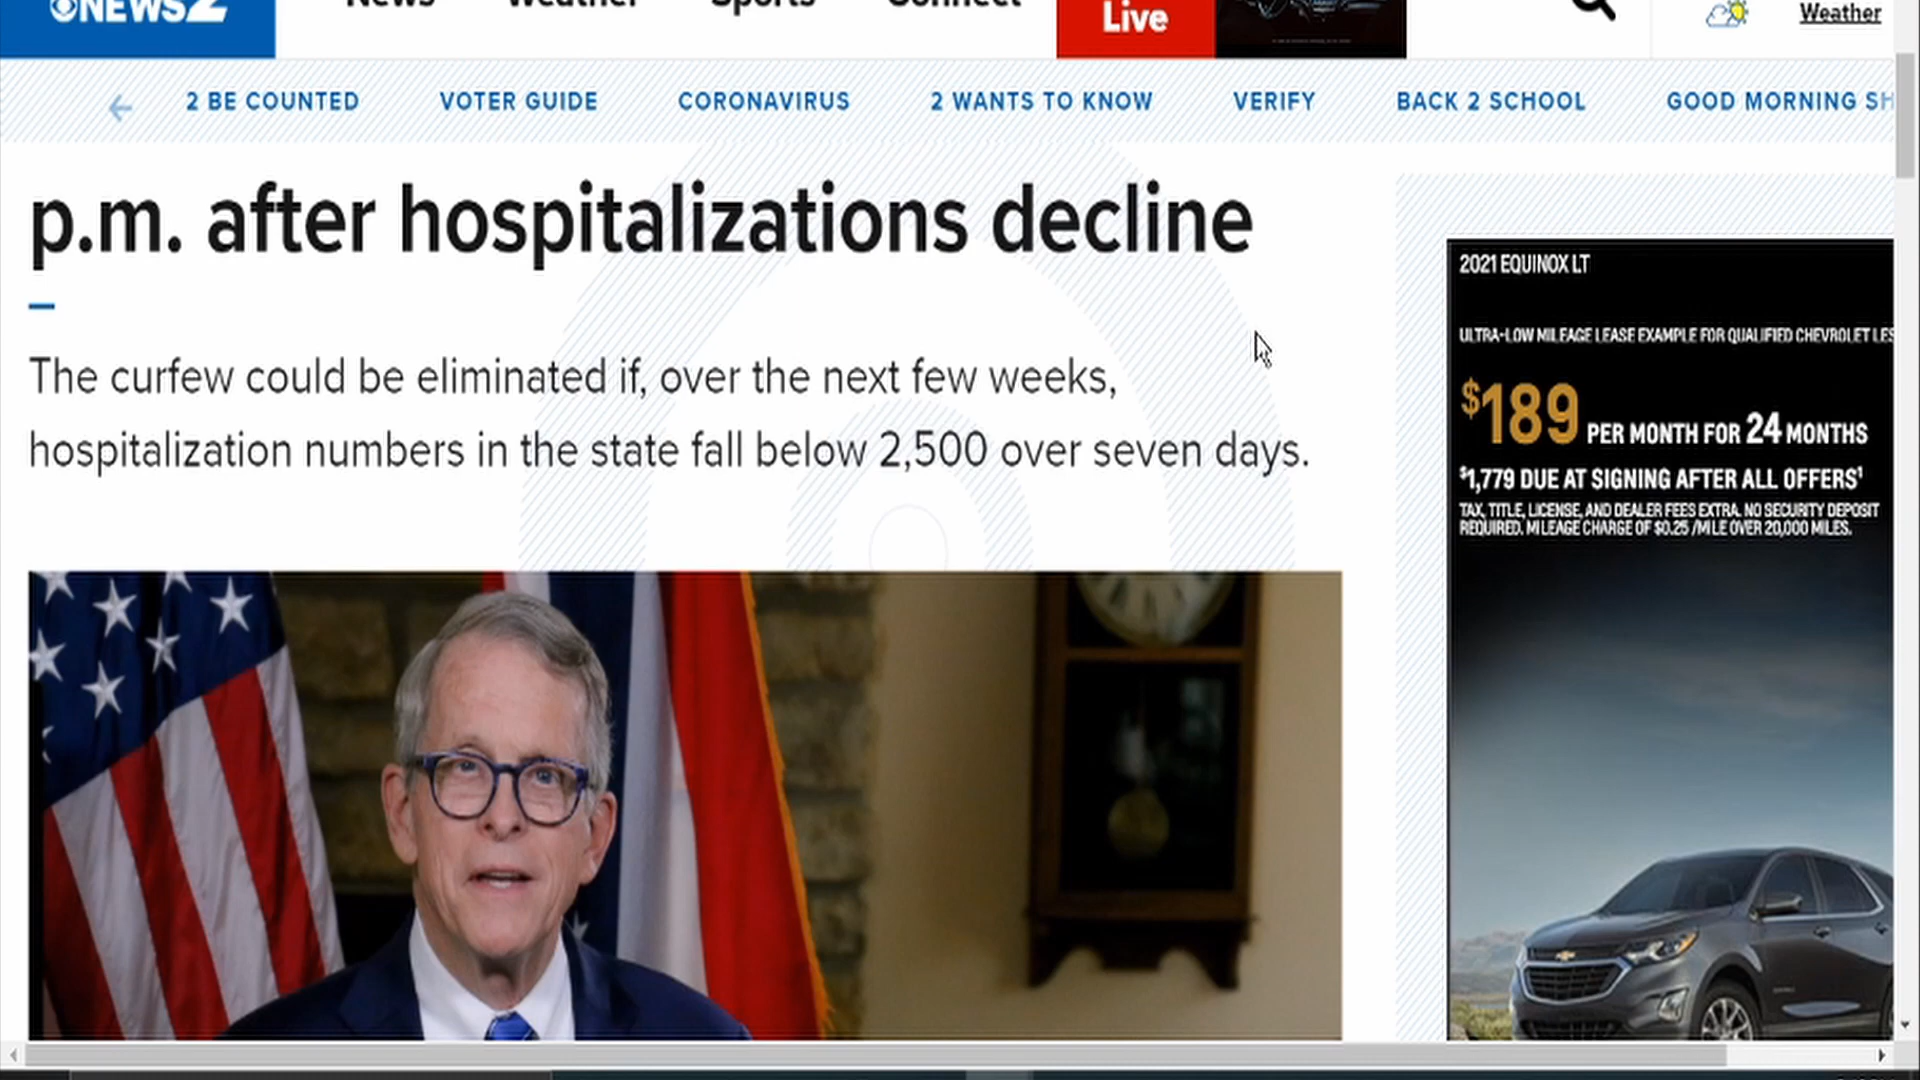 NEWS 2
News Weather Sports Connect
Live
Weather
2 BE COUNTED VOTER GUIDE CORONAVIRUS 2 WANTS TO KNOW VERIFY BACK 2 SCHOOL GOOD MORNING SH
p.m. after hospitalizations decline
The curfew could be eliminated if, over the next few weeks,
hospitalization numbers in the state fall below 2,500 over seven days.
2021 EQUINOX LT
ULTRA-LOW MILEAGE LEASE EXAMPLE FOR QUALIFIED CHEVROLET LES
$189 PER MONTH FOR 24 MONTHS
$1,779 DUE AT SIGNING AFTER ALL OFFERS¹
TAX, TITLE, LICENSE, AND DEALER FEES EXTRA. NO SECURITY DEPOSIT
REQUIRED. MILEAGE CHARGE OF $0.25 /MILE OVER 20,000 MILES.